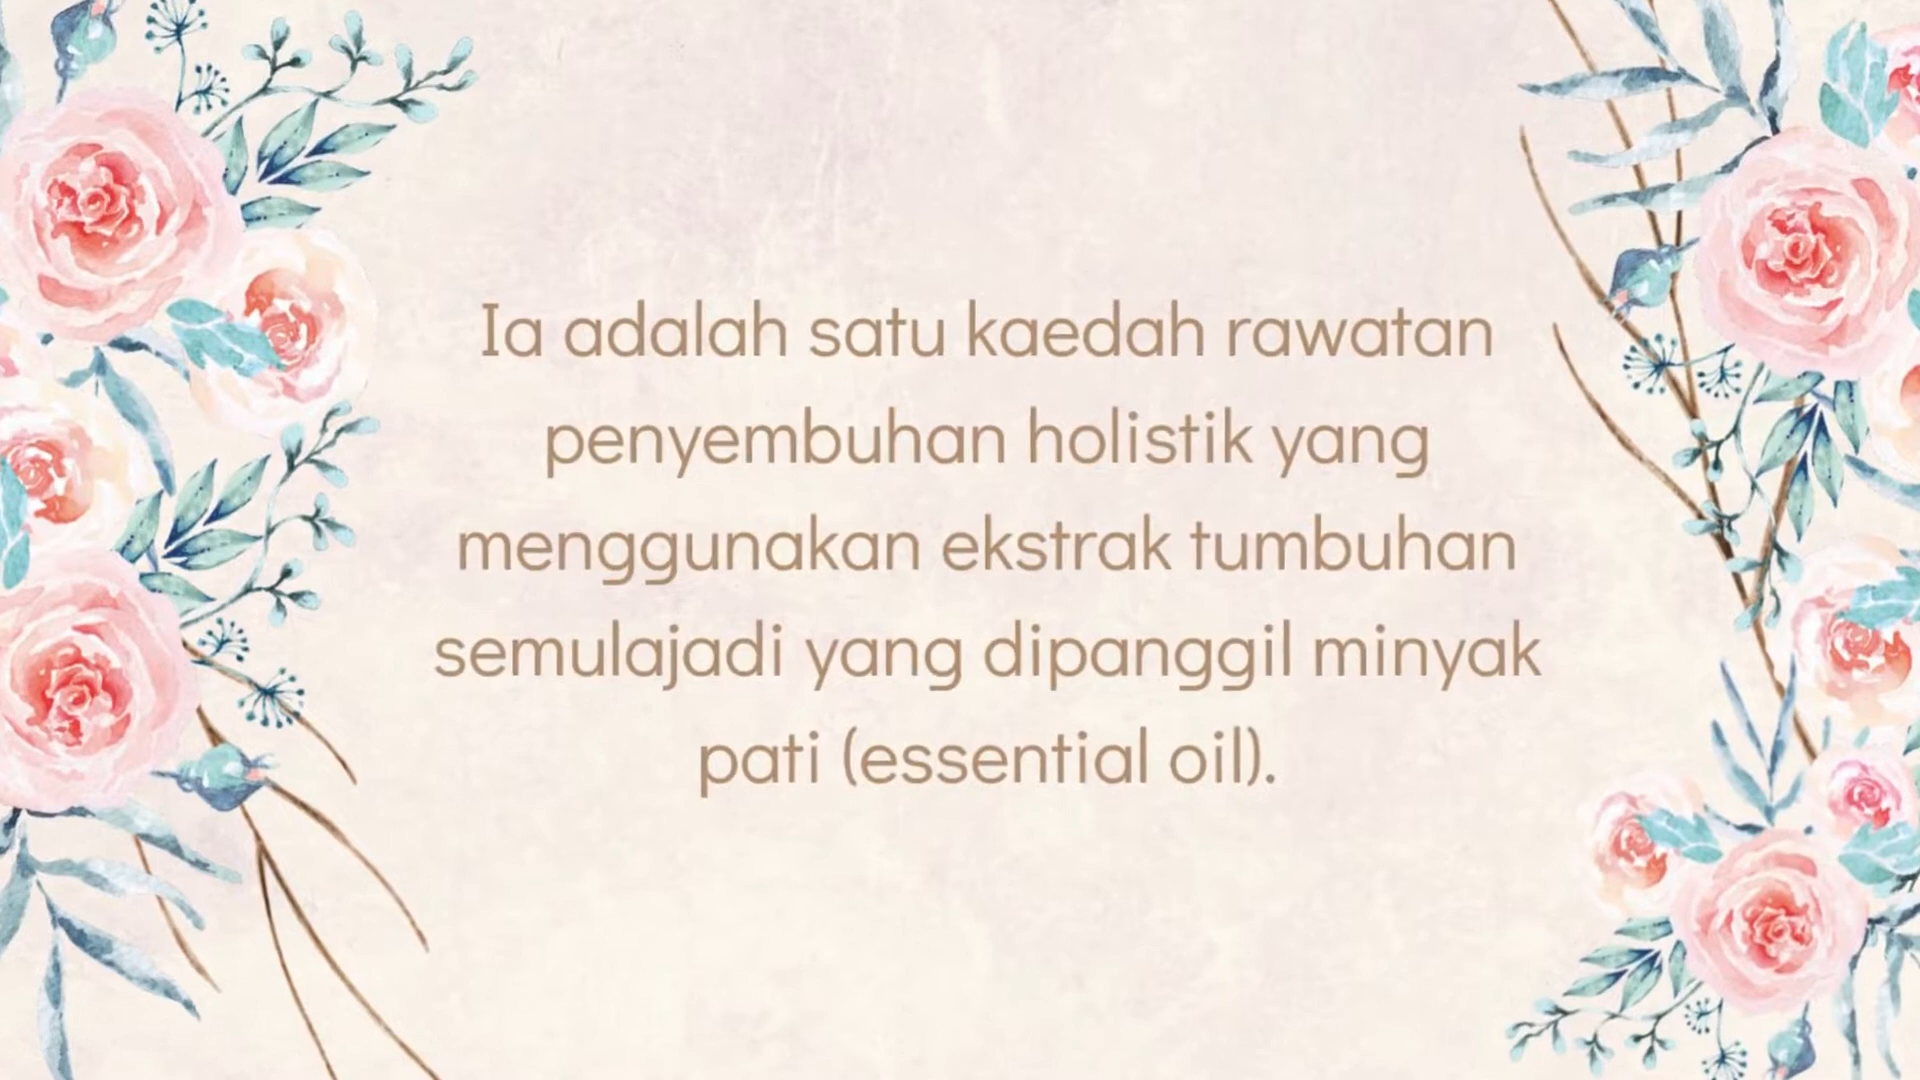 Ia adalah satu kaedah rawatan
penyembuhan holistik yang
menggunakan ekstrak tumbuhan
semulajadi yang dipanggil minyak
pati (essential oil).